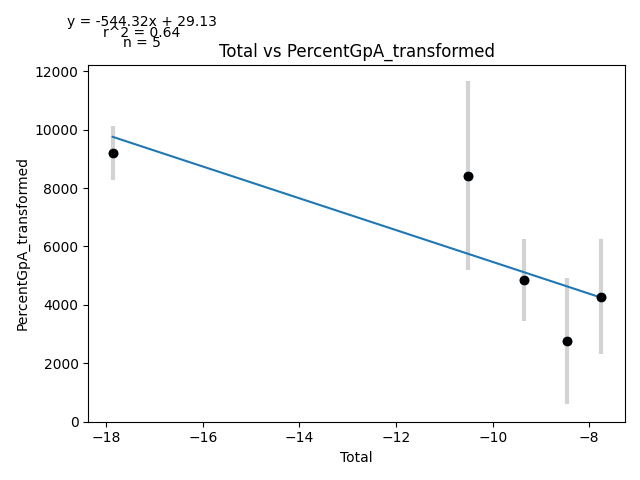 y = -544.32x + 29.13
r^2 = 0.64
n = 5
Total vs PercentGpA_transformed
PercentGpA_transformed
12000
10000
8000
6000
4000
2000
0
−18
−16
−14
−12
−10
−8
Total